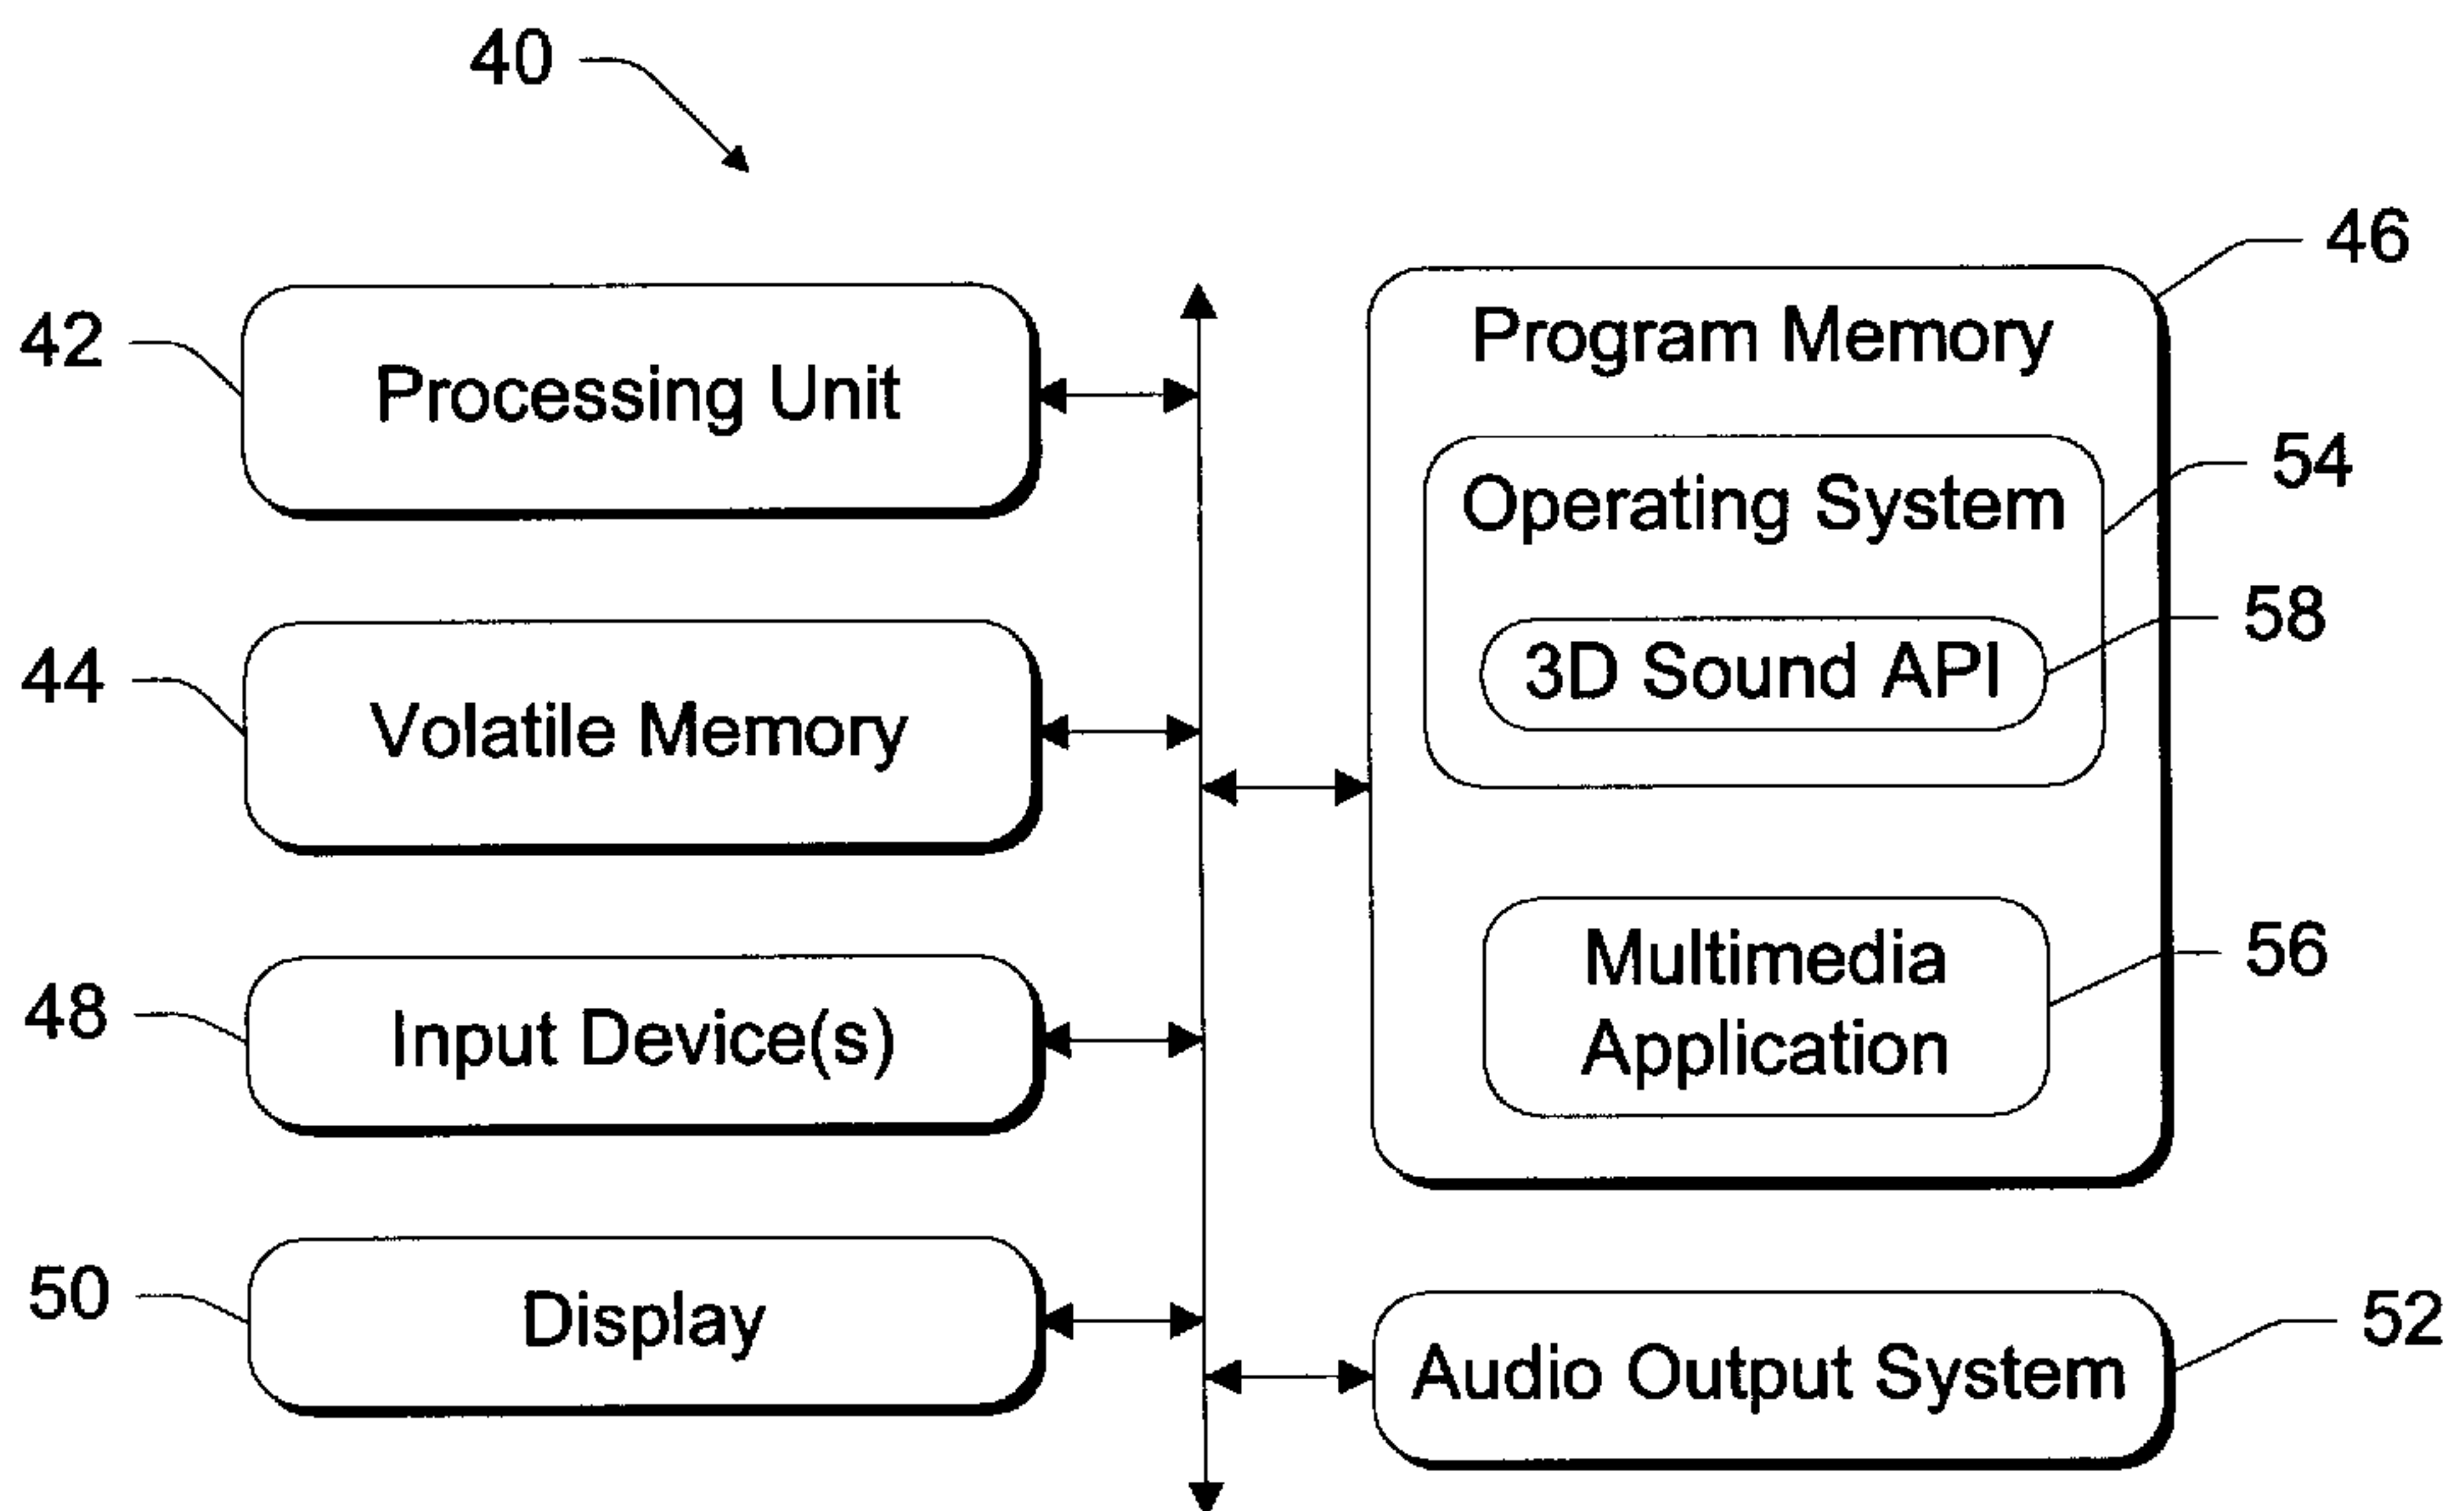 40
46
42
Processing Unit
Program Memory
54
Operating System
58
3D Sound API
44
Volatile Memory
56
Multimedia
Application
48
Input Device(s)
50
Display
52
Audio Output System